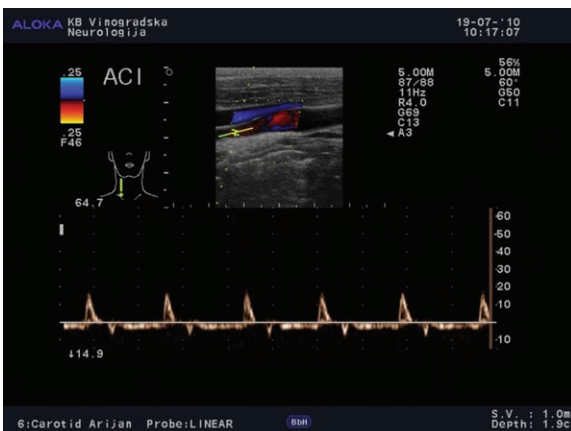 ALOKA KB Vinogradska
Neurologija
19-07-'10
10:17:07
.25
ACI
.25
F46
5.00M
87/88
11Hz
R4.0
G69
C13
A3
56%
5.00M
60°
G50
C11
64.7
60
50
40
30
20
10
10
↓14.9
6:Carotid Arijan Probe:LINEAR
BbH
S.V. : 1.0m
Depth: 1.9c